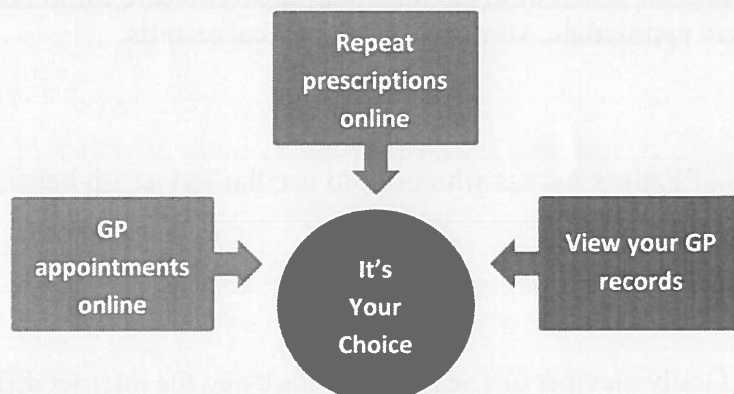 Repeat
prescriptions
online
GP
appointments
online
It's
Your
Choice
View your GP
records